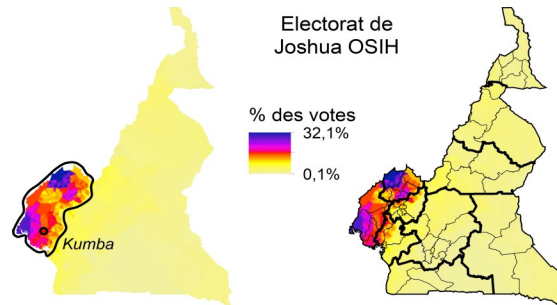 Electorat de
Joshua OSIH
% des votes
32,1%
0,1%
Kumba